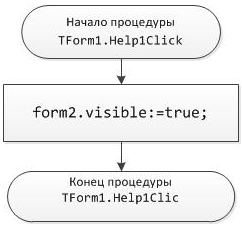 Начало процедуры
TForm1.Help1Click
form2.visible:=true;
Конец процедуры
TForm1.Help1Clic